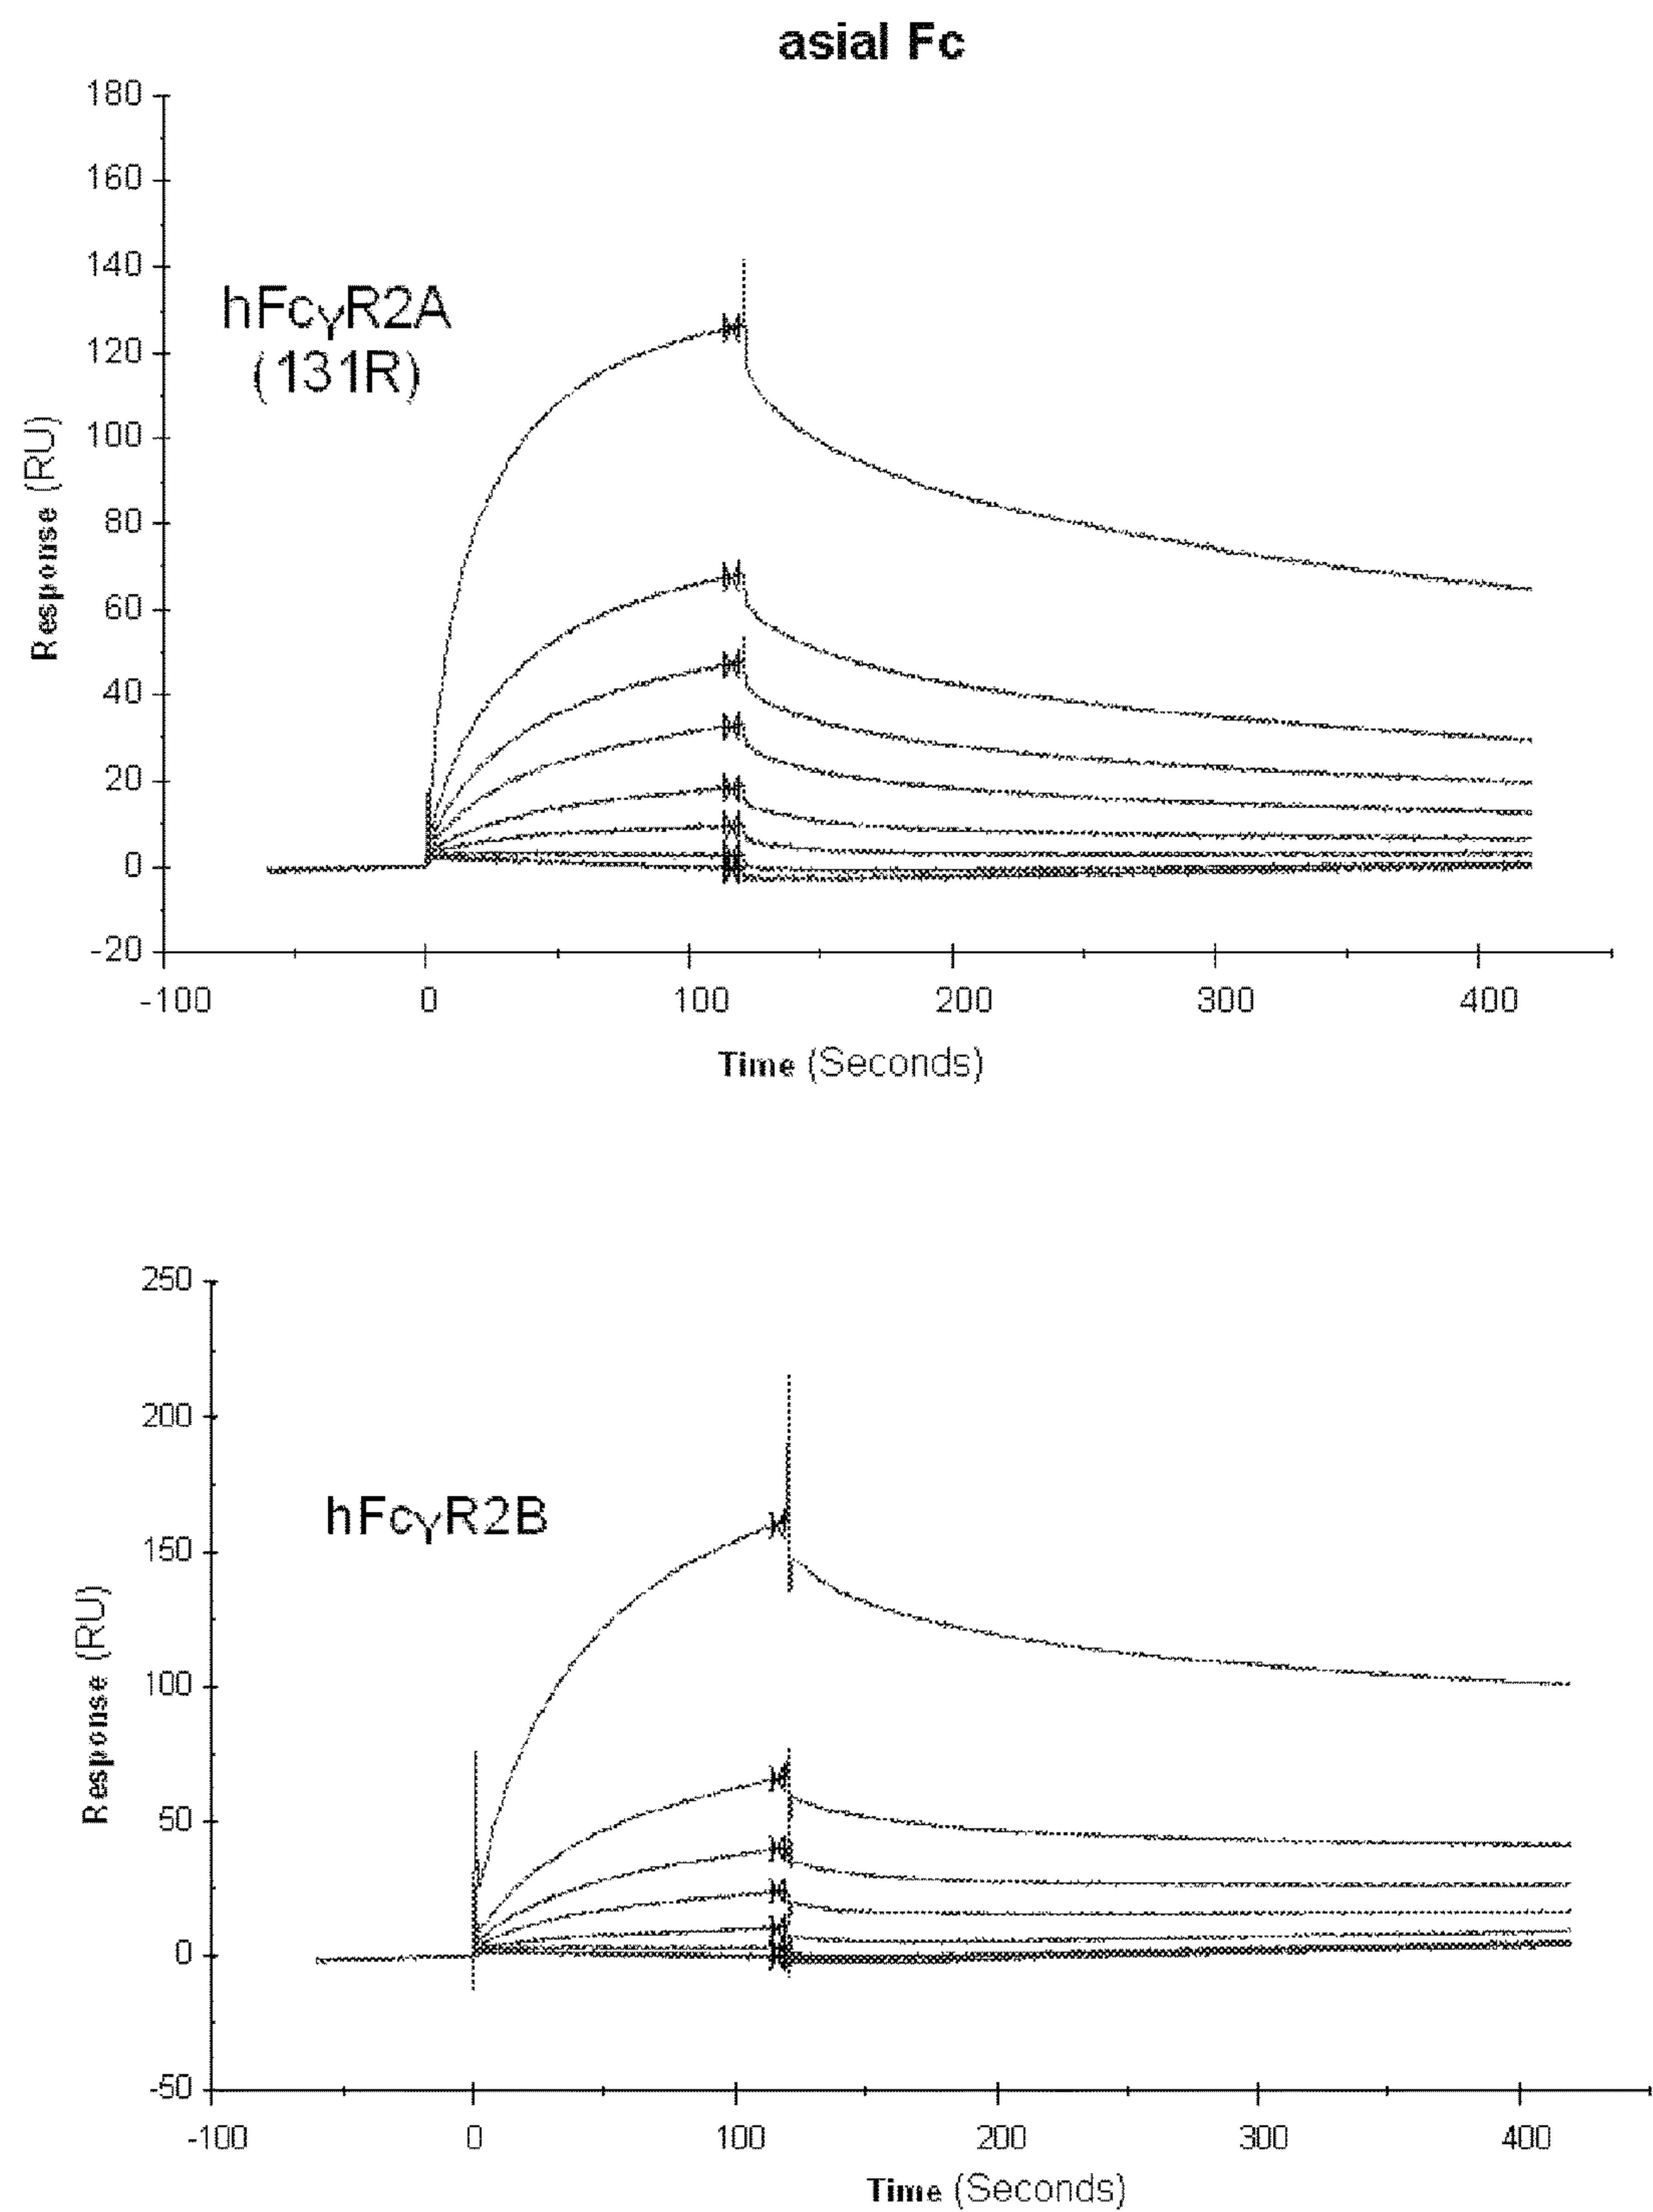 asial Fc
180
160
140
120
100
80
60
40
20
0
-20
hFcγR2A
(131R)
Response (RU)
-100 0 100 200 300 400
Time (Seconds)
250
200
150
100
50
0
-50
hFcγR2B
Response (RU)
-100 0 100 200 300 400
Time (Seconds)